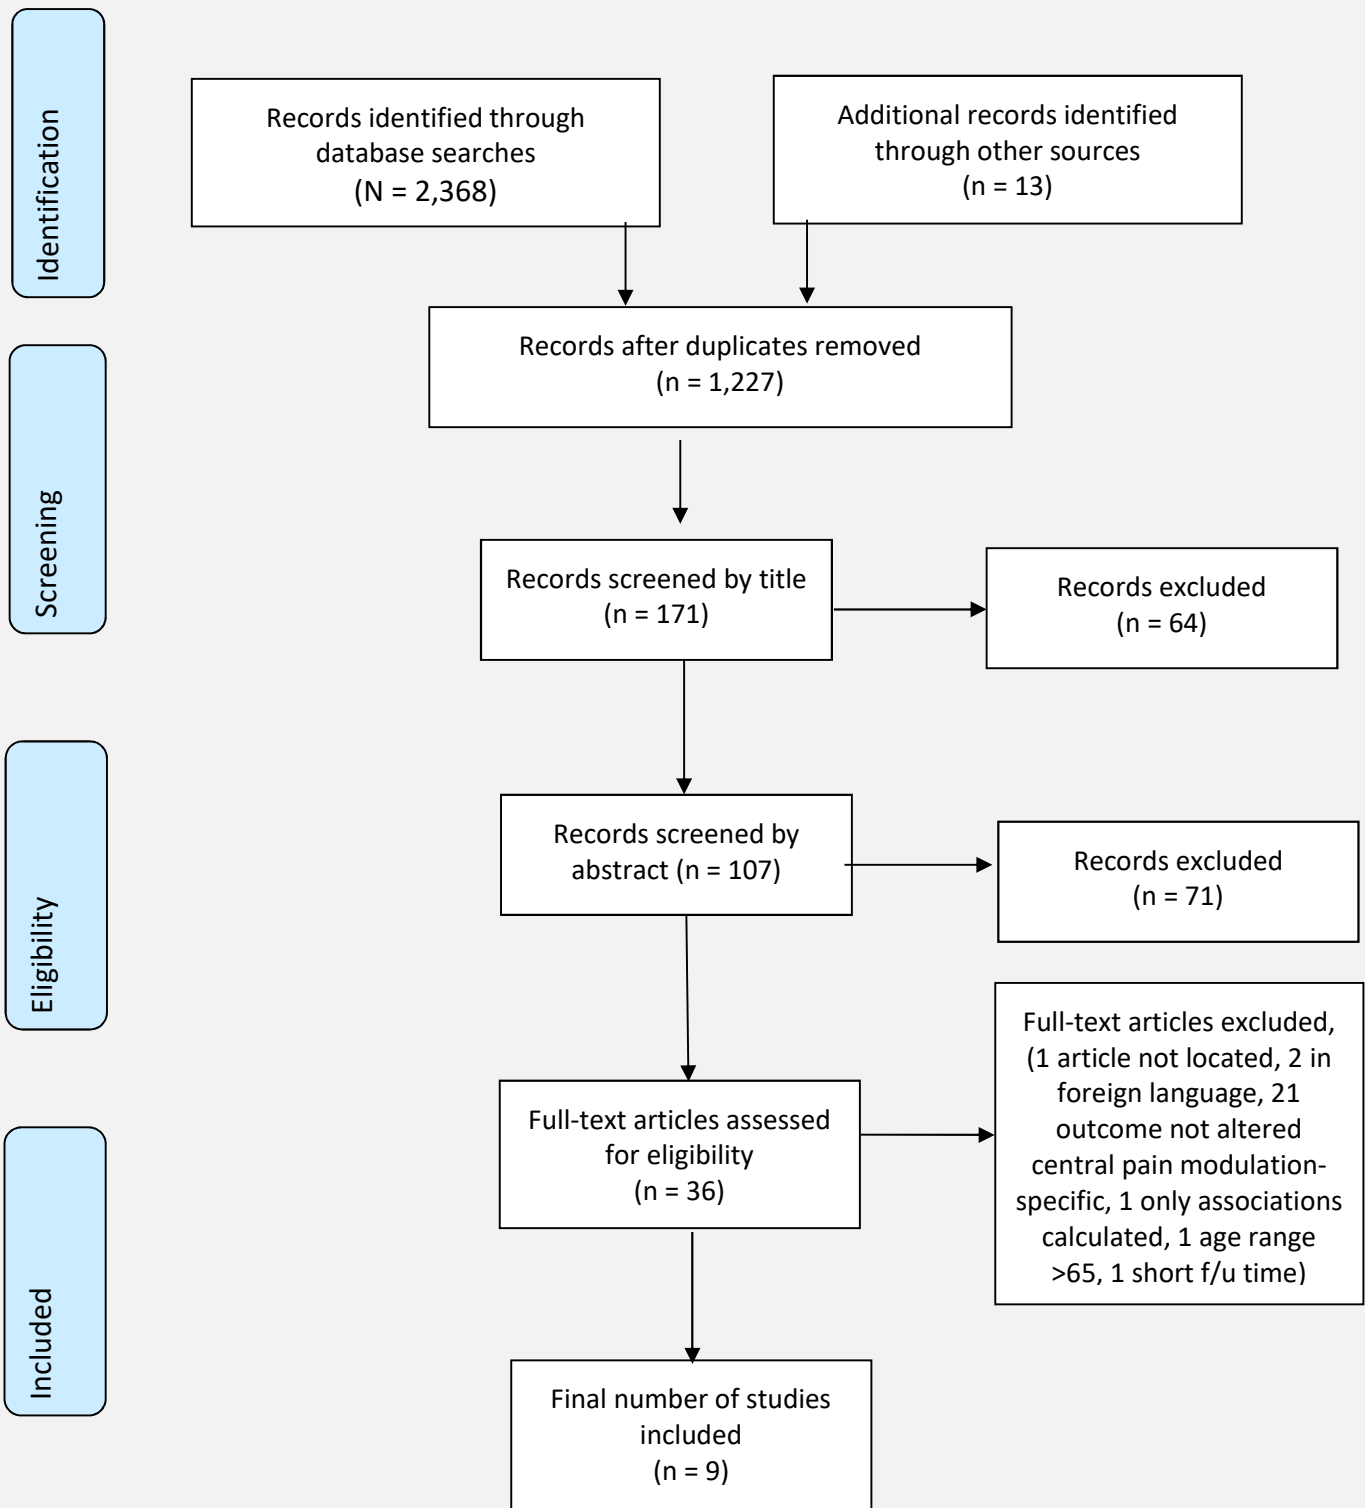 Identification
Records identified through
database searches
(N = 2,368)
Additional records identified
through other sources
(n = 13)
Records after duplicates removed
(n = 1,227)
Screening
Records screened by title
(n = 171)
Records excluded
(n = 64)
Eligibility
Records screened by
abstract (n = 107)
Records excluded
(n = 71)
Full-text articles assessed
for eligibility
(n = 36)
Full-text articles excluded,
(1 article not located, 2 in
foreign language, 21
outcome not altered
central pain modulation-
specific, 1 only associations
calculated, 1 age range
>65, 1 short f/u time)
Included
Final number of studies
included
(n = 9)